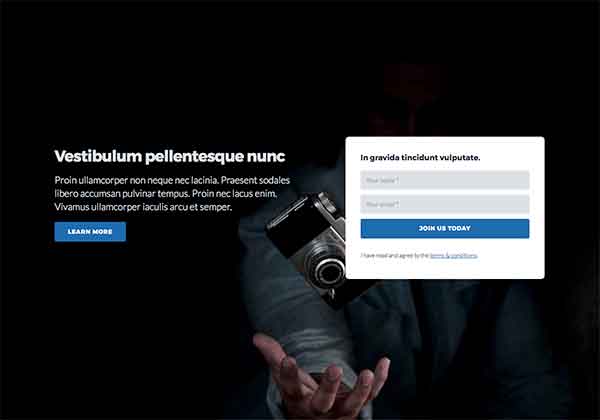 Vestibulum pellentesque nunc
Proin ullamcorper non neque nec lacinia. Praesent sodales
libero accumsan pulvinar tempus. Proin nec lacus enim.
Vivamus ullamcorper iaculis arcu et semper.
LEARN MORE
In gravida tincidunt vulputate.
Your name *
Your email *
JOIN US TODAY
I have read and agree to the terms & conditions.